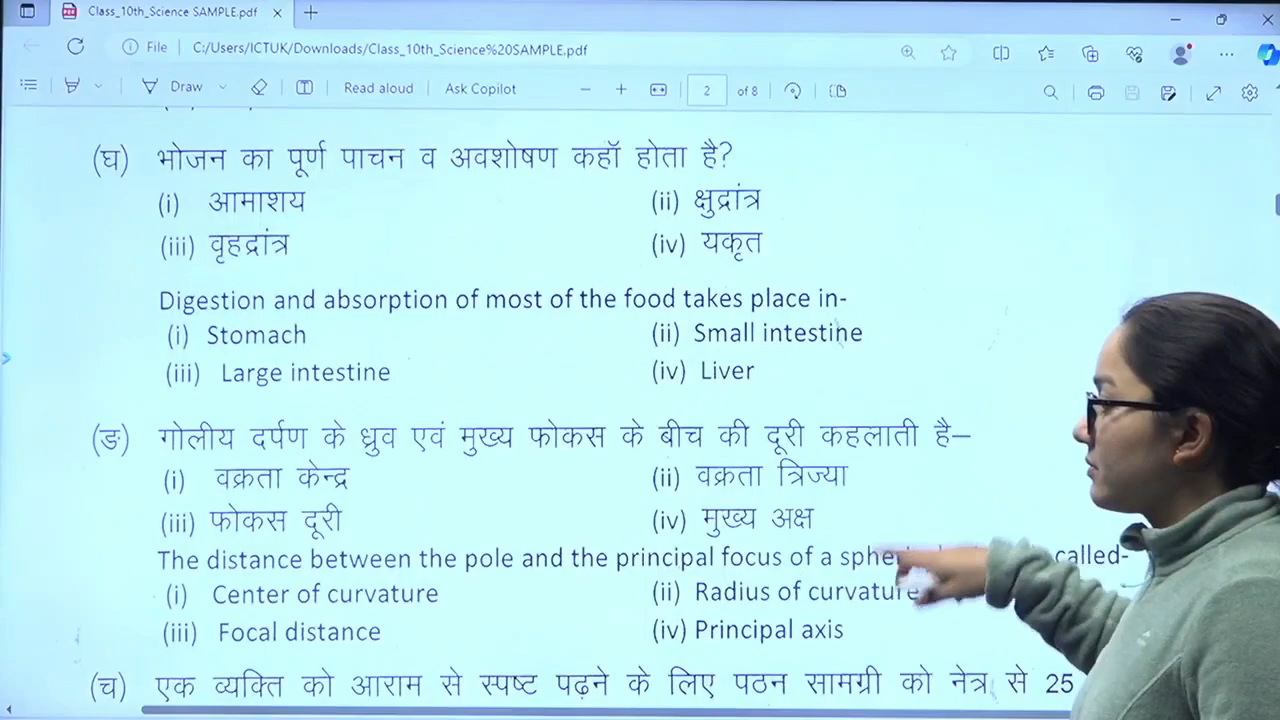 Class_10th_Science SAMPLE.pdf
File C:/Users/ICTUK/Downloads/Class_10th_Science%20SAMPLE.pdf
Draw Read aloud Ask Copilot 2 of 8
(घ) भोजन का पूर्ण पाचन व अवशोषण कहाॅ होता है?
(i) आमाशय (ii) क्षुद्रांत्र
(iii) वृहद्रांत्र (iv) यकृत
Digestion and absorption of most of the food takes place in-
(i) Stomach (ii) Small intestine
(iii) Large intestine (iv) Liver
(ङ) गोलीय दर्पण के ध्रुव एवं मुख्य फोकस के बीच की दूरी कहलाती है–
(i) वक्रता केन्द्र (ii) वक्रता त्रिज्या
(iii) फोकस दूरी (iv) मुख्य अक्ष
The distance between the pole and the principal focus of a called-
(i) Center of curvature (ii) Radius of curvature
(iii) Focal distance (iv) Principal axis
(च) एक व्यक्ति को आराम से स्पष्ट पढ़ने के लिए पठन सामग्री को नेत्र से 25